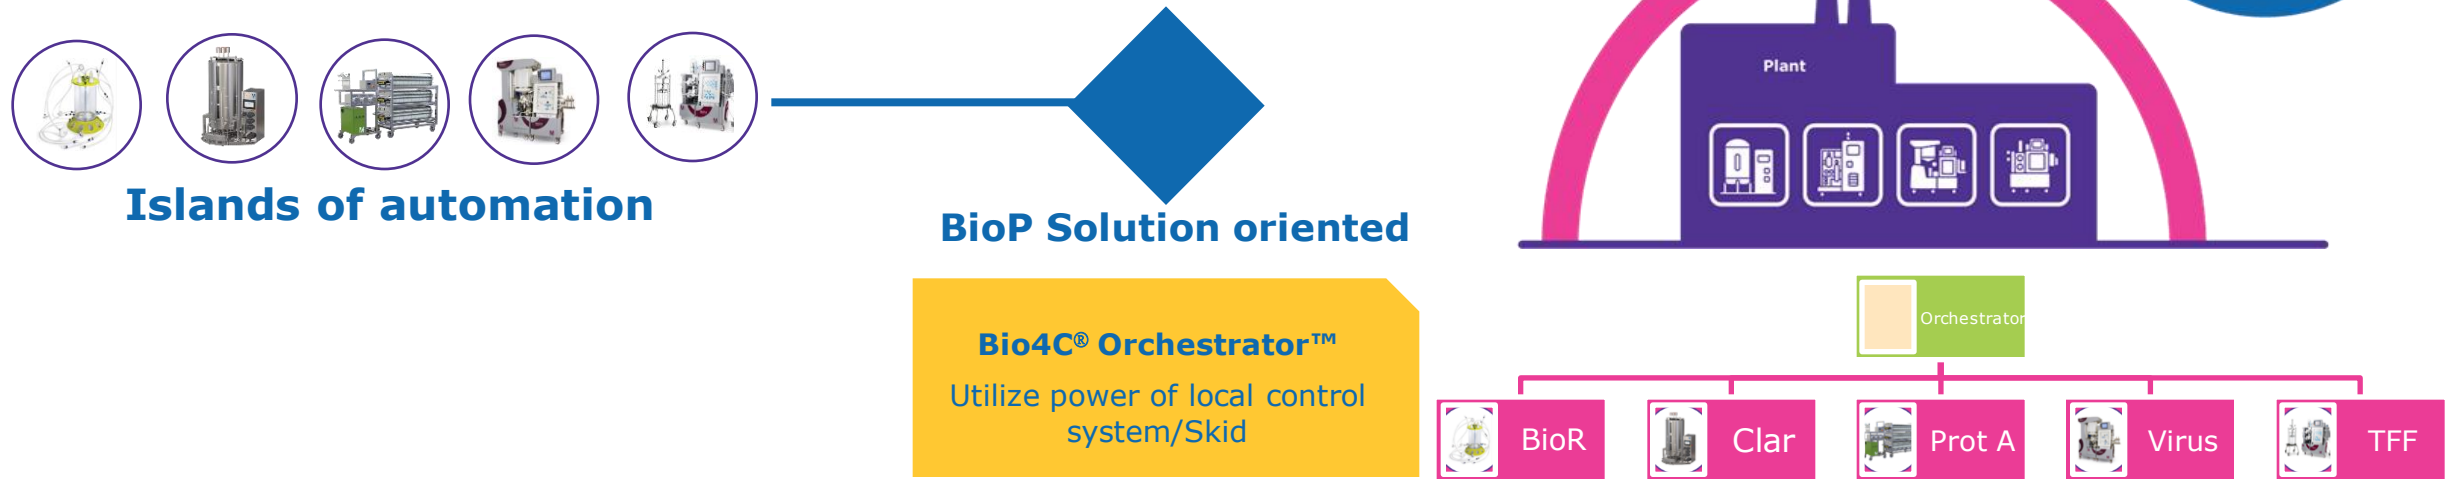 Plant
Islands of automation
BioP Solution oriented
Bio4C® Orchestrator™
Utilize power of local control
system/Skid
Orchestrator
BioR
Clar
Prot A
Virus
TFF